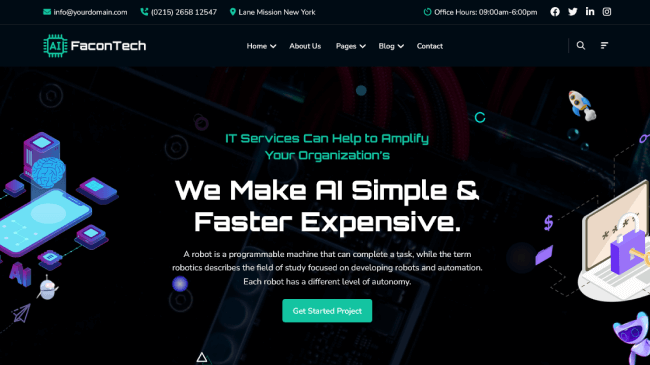 info@yourdomain.com (0215) 2658 12547 Lane Mission New York Office Hours: 09:00am-6:00pm
AI FaconTech Home About Us Pages Blog Contact
IT Services Can Help to Amplify
Your Organization's
We Make AI Simple &
Faster Expensive.
A robot is a programmable machine that can complete a task, while the term
robotics describes the field of study focused on developing robots and automation.
Each robot has a different level of autonomy.
Get Started Project
AI